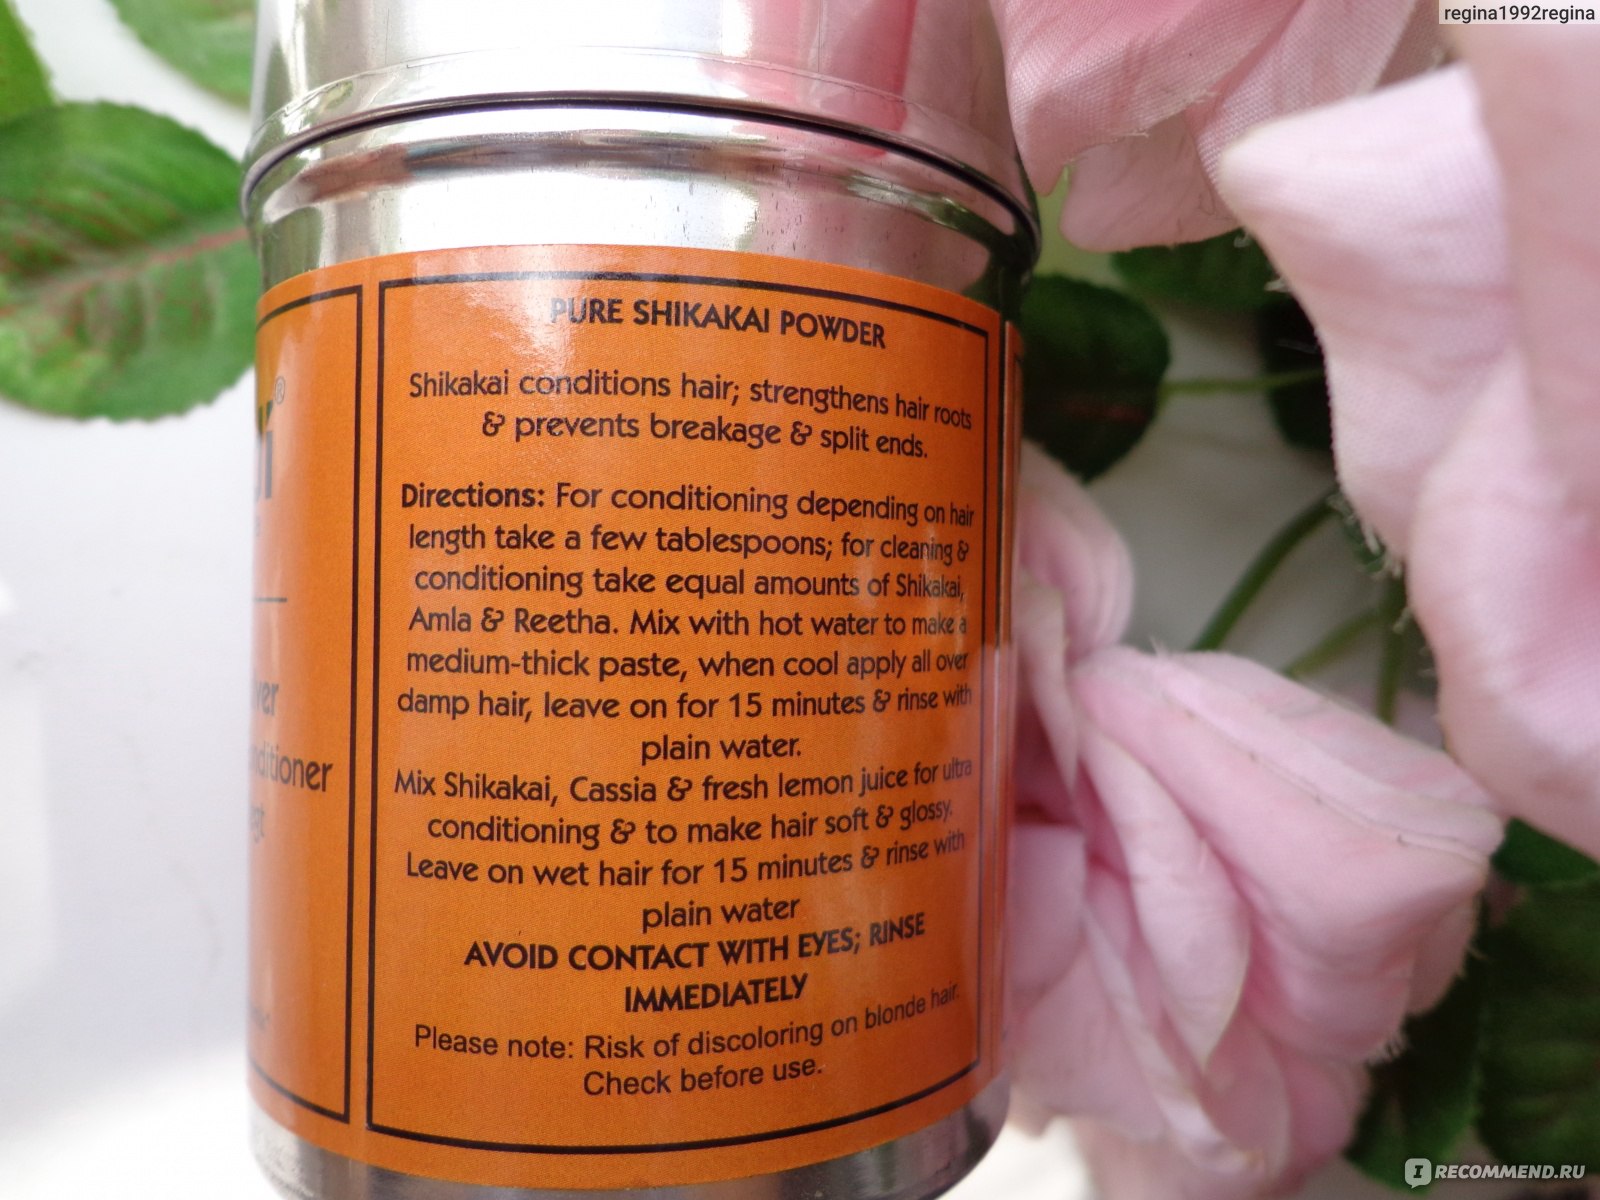 regina1992regina
PURE SHIKAKAI POWDER
Shikakai conditions hair; strengthens hair roots
& prevents breakage & split ends.
Directions: For conditioning depending on hair
length take a few tablespoons; for cleaning &
conditioning take equal amounts of Shikakai,
Amla & Reetha. Mix with hot water to make a
medium-thick paste, when cool apply all over
damp hair, leave on for 15 minutes & rinse with
plain water.
Mix Shikakai, Cassia & fresh lemon juice for ultra
conditioning & to make hair soft & glossy.
Leave on wet hair for 15 minutes & rinse with
plain water
AVOID CONTACT WITH EYES; RINSE
IMMEDIATELY
Please note: Risk of discoloring on blonde hair.
Check before use.
IRECOMMEND.RU